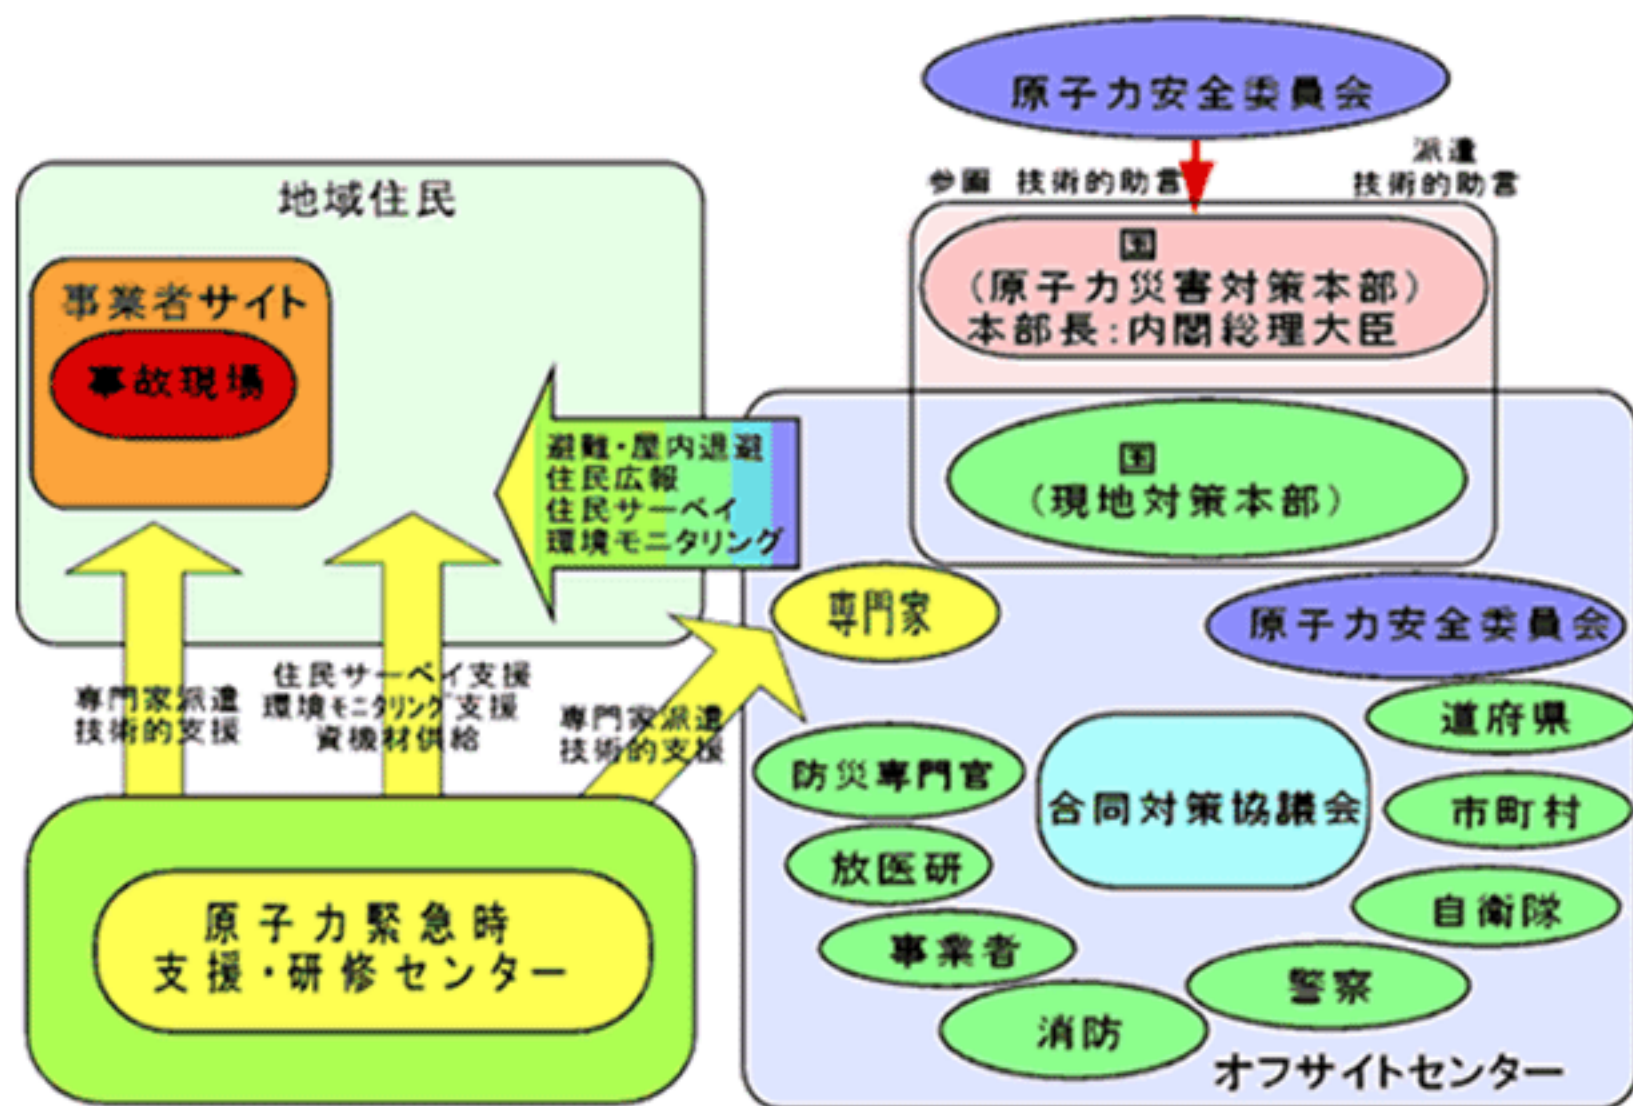 原子力安全委員会
派遣
参画 技術的助言
技術的助言
国
(原子力災害対策本部)
本部長:内閣総理大臣
地域住民
事業者サイト
事故現場
避難・屋内退避
住民広報
住民サーベイ
環境モニタリング
国
(現地対策本部)
専門家
原子力安全委員会
道府県
市町村
自衛隊
警察
消防
事業者
放医研
防災専門官
合同対策協議会
オフサイトセンター
専門家派遣
技術的支援
住民サーベイ支援
環境モニタリング支援
資機材供給
専門家派遣
技術的支援
原子力緊急時
支援・研修センター